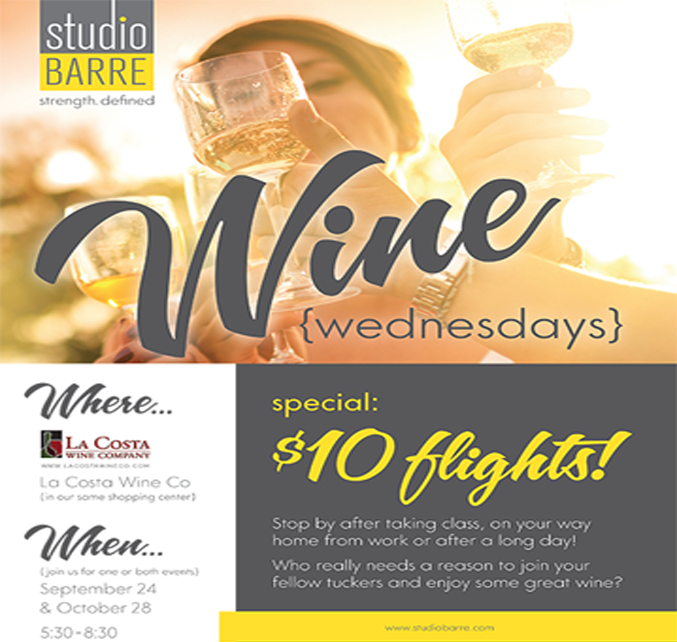 studio
BARRE
strength. defined
Wine
{wednesdays}
Where...
LA COSTA
WINE COMPANY
WWW.LACOSTAWINECO.COM
La Costa Wine Co
{in our same shopping center}
When...
{join us for one or both events}
September 24
& October 28
5:30-8:30
special:
$10 flights!
Stop by after taking class, on your way
home from work or after a long day!
Who really needs a reason to join your
fellow tuckers and enjoy some great wine?
www.studiobarre.com